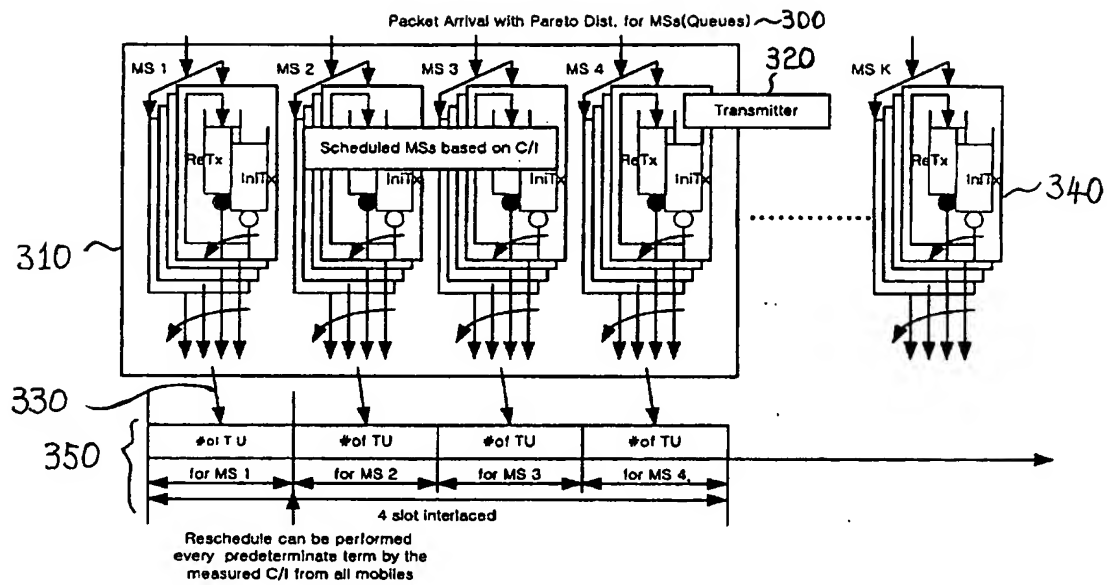 Packet Arrival with Pareto Dist. for MSs(Queues) 300
320
MS 1
MS 2
MS 3
MS 4
MS K
Transmitter
Scheduled MSs based on C/I
ReTx
IniTx
IniTx
IniTx
ReTx
IniTx
ReTx
IniTx
340
310
330
350
#of TU
#of TU
#of TU
#of TU
for MS 1
for MS 2
for MS 3
for MS 4
4 slot interlaced
Reschedule can be performed
every predeterminate term by the
measured C/I from all mobiles